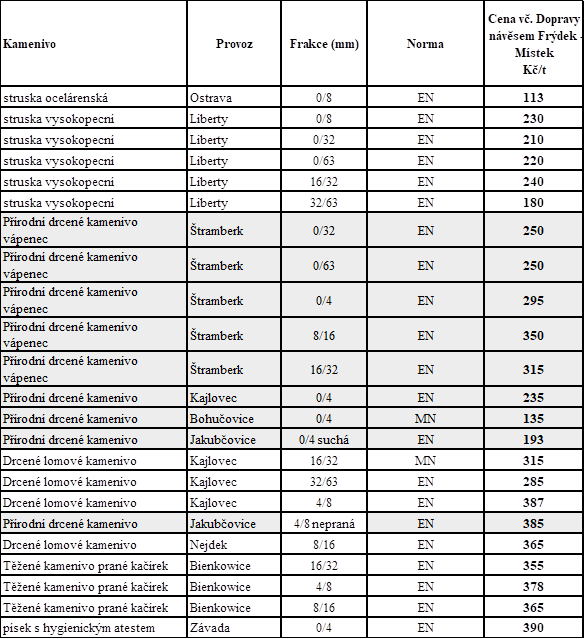 Kamenivo Provoz Frakce (mm) Norma Cena vč. Dopravy návěsem Frýdek - Místek Kč/t
struska ocelárenská Ostrava 0/8 EN 113
struska vysokopecní Liberty 0/8 EN 230
struska vysokopecní Liberty 0/32 EN 210
struska vysokopecní Liberty 0/63 EN 220
struska vysokopecní Liberty 16/32 EN 240
struska vysokopecní Liberty 32/63 EN 180
Přírodní drcené kamenivo vápenec Štramberk 0/32 EN 250
Přírodní drcené kamenivo vápenec Štramberk 0/63 EN 250
Přírodní drcené kamenivo vápenec Štramberk 0/4 EN 295
Přírodní drcené kamenivo vápenec Štramberk 8/16 EN 350
Přírodní drcené kamenivo vápenec Štramberk 16/32 EN 315
Přírodní drcené kamenivo Kajlovec 0/4 EN 235
Přírodní drcené kamenivo Bohučovice 0/4 MN 135
Přírodní drcené kamenivo Jakubčovice 0/4 suchá EN 193
Drcené lomové kamenivo Kajlovec 16/32 MN 315
Drcené lomové kamenivo Kajlovec 32/63 EN 285
Drcené lomové kamenivo Kajlovec 4/8 EN 387
Přírodní drcené kamenivo Jakubčovice 4/8 nepraná EN 385
Drcené lomové kamenivo Nejdek 8/16 EN 365
Těžené kamenivo prané kačírek Bienkowice 16/32 EN 355
Těžené kamenivo prané kačírek Bienkowice 4/8 EN 378
Těžené kamenivo prané kačírek Bienkowice 8/16 EN 365
písek s hygienickým atestem Závada 0/4 EN 390